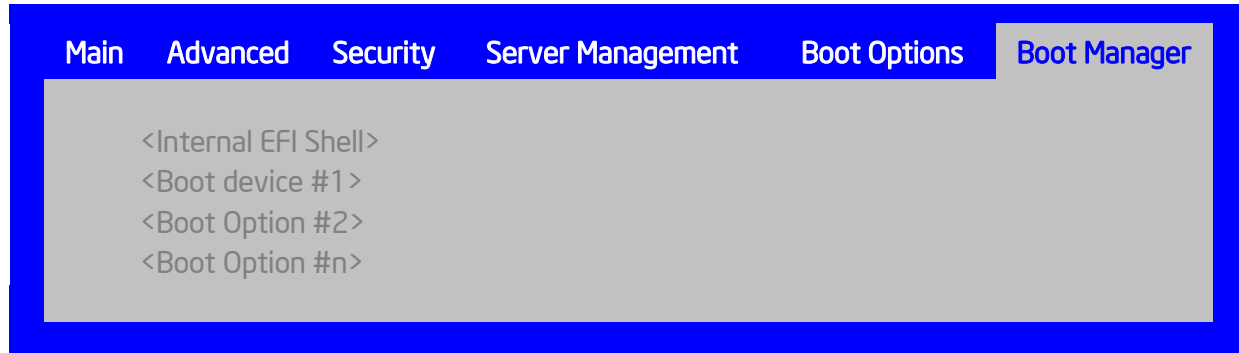 Main Advanced Security Server Management Boot Options Boot Manager
<Internal EFI Shell>
<Boot device #1>
<Boot Option #2>
<Boot Option #n>